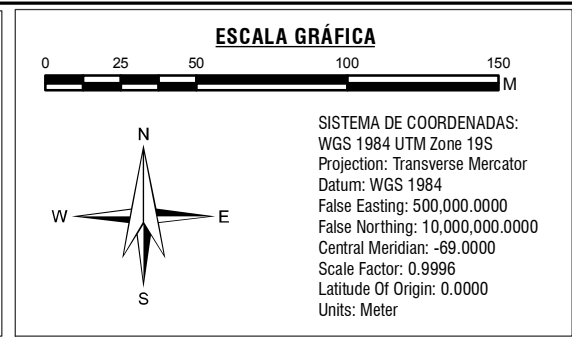 ESCALA GRÁFICA
0 25 50 100 150
M
N
W E
S
SISTEMA DE COORDENADAS:
WGS 1984 UTM Zone 19S
Projection: Transverse Mercator
Datum: WGS 1984
False Easting: 500,000.0000
False Northing: 10,000,000.0000
Central Meridian: -69.0000
Scale Factor: 0.9996
Latitude Of Origin: 0.0000
Units: Meter